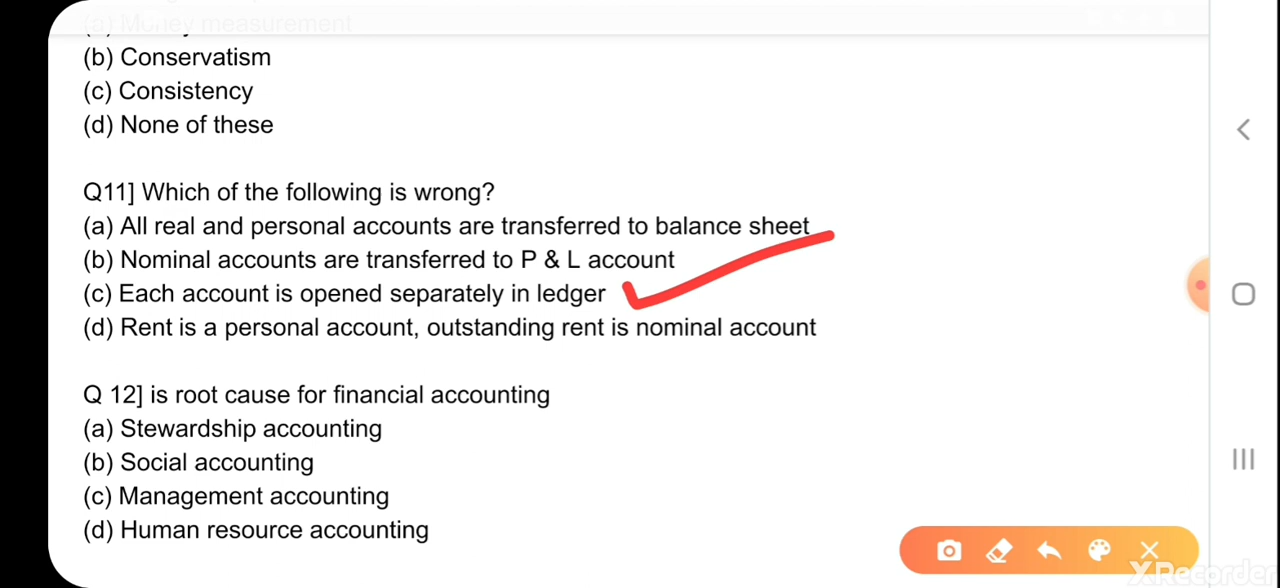 (a) Money measurement
(b) Conservatism
(c) Consistency
(d) None of these
Q11] Which of the following is wrong?
(a) All real and personal accounts are transferred to balance sheet
(b) Nominal accounts are transferred to P & L account
(c) Each account is opened separately in ledger
(d) Rent is a personal account, outstanding rent is nominal account
Q 12] is root cause for financial accounting
(a) Stewardship accounting
(b) Social accounting
(c) Management accounting
(d) Human resource accounting
XRecorder